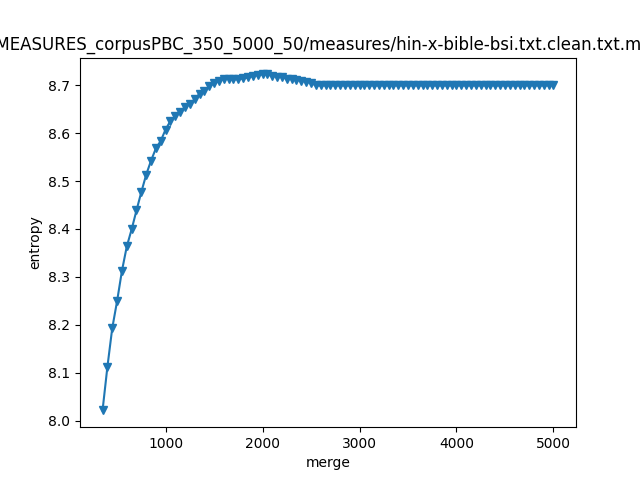 MEASURES_corpusPBC_350_5000_50/measures/hin-x-bible-bsi.txt.clean.txt.m
8.7
8.6
8.5
8.4
8.3
8.2
8.1
8.0
entropy
1000 2000 3000 4000 5000
merge